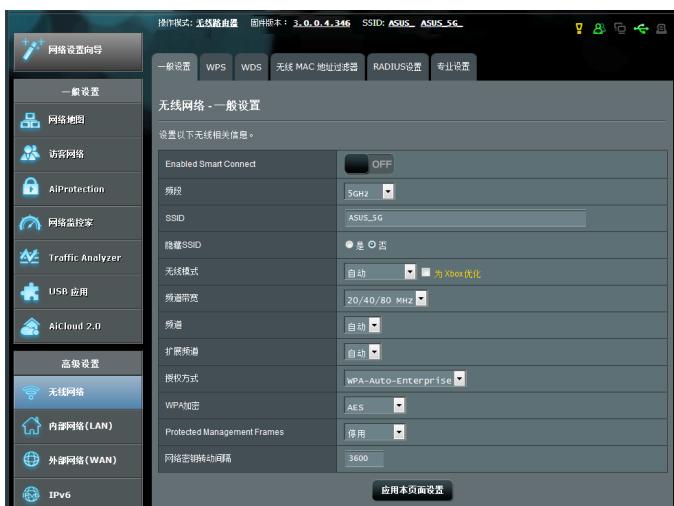 操作模式: 无线路由器 固件版本: 3.0.0.4.346 SSID: ASUS_ ASUS_5G_
网络设置向导
一般设置
网络地图
访客网络
AiProtection
网络监控家
Traffic Analyzer
USB 应用
AiCloud 2.0
高级设置
无线网络
内部网络(LAN)
外部网络(WAN)
IPv6
一般设置 WPS WDS 无线 MAC 地址过滤器 RADIUS设置 专业设置
无线网络 - 一般设置
设置以下无线相关信息。
Enabled Smart Connect OFF
频段 5GHz
SSID ASUS_5G
隐藏SSID 是 否
无线模式 自动 为 Xbox 优化
频道带宽 20/40/80 MHz
频道 自动
扩展频道 自动
授权方式 WPA-Auto-Enterprise
WPA加密 AES
Protected Management Frames 停用
网络密钥转动间隔 3600
应用本页面设置